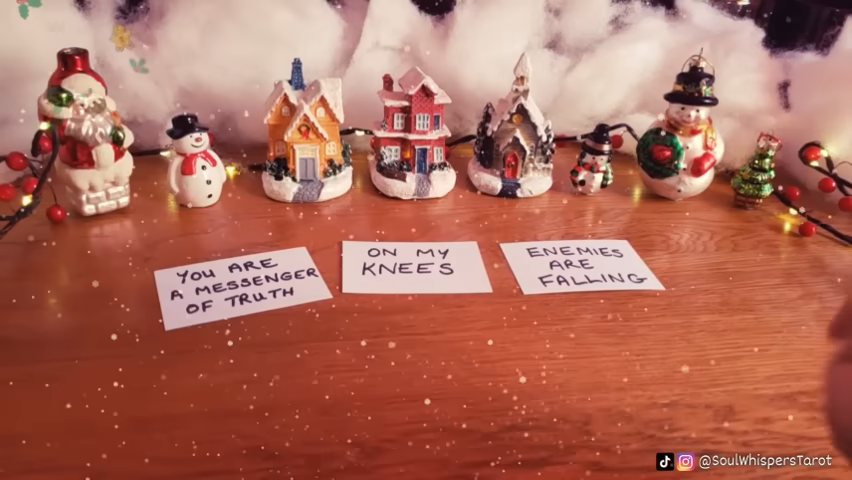 YOU ARE
A MESSENGER
OF TRUTH
ON MY
KNEES
ENEMIES
ARE
FALLING
@SoulWhispersTarot